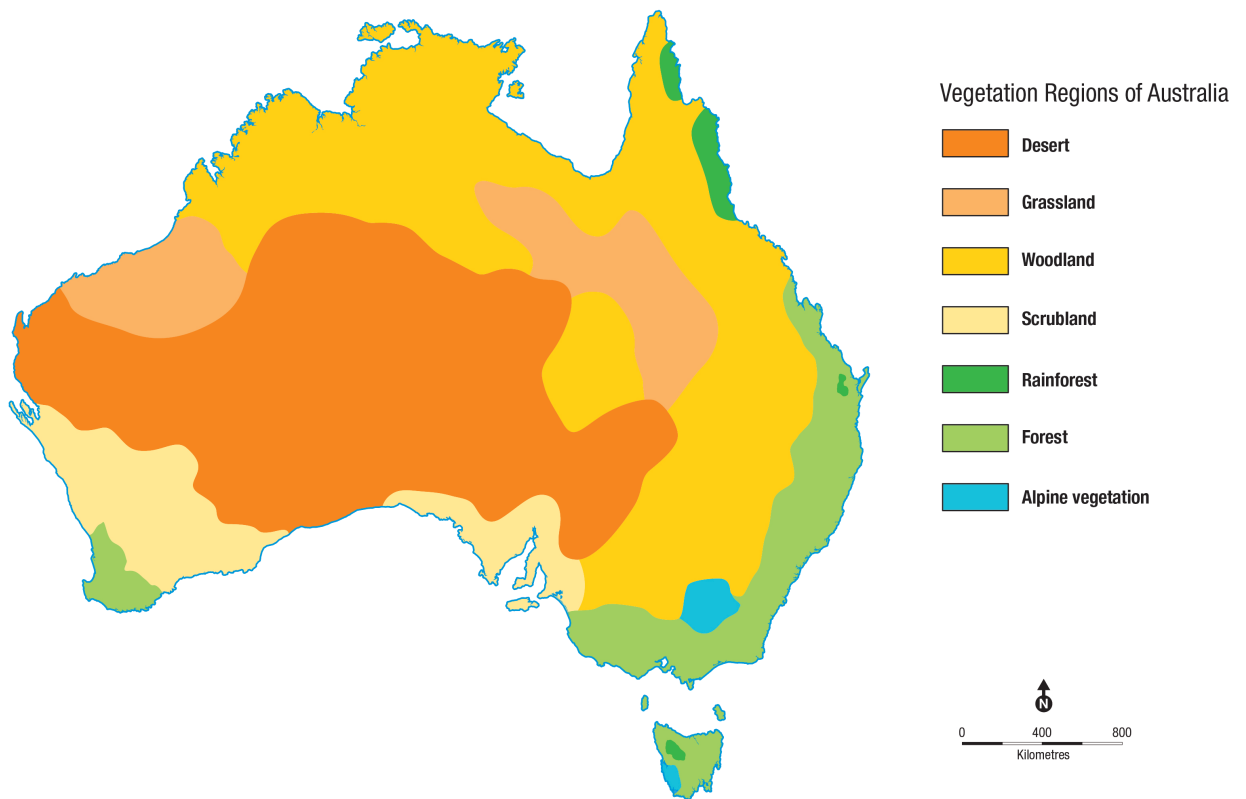 Vegetation Regions of Australia
Desert
Grassland
Woodland
Scrubland
Rainforest
Forest
Alpine vegetation
N
0 400 800
Kilometres